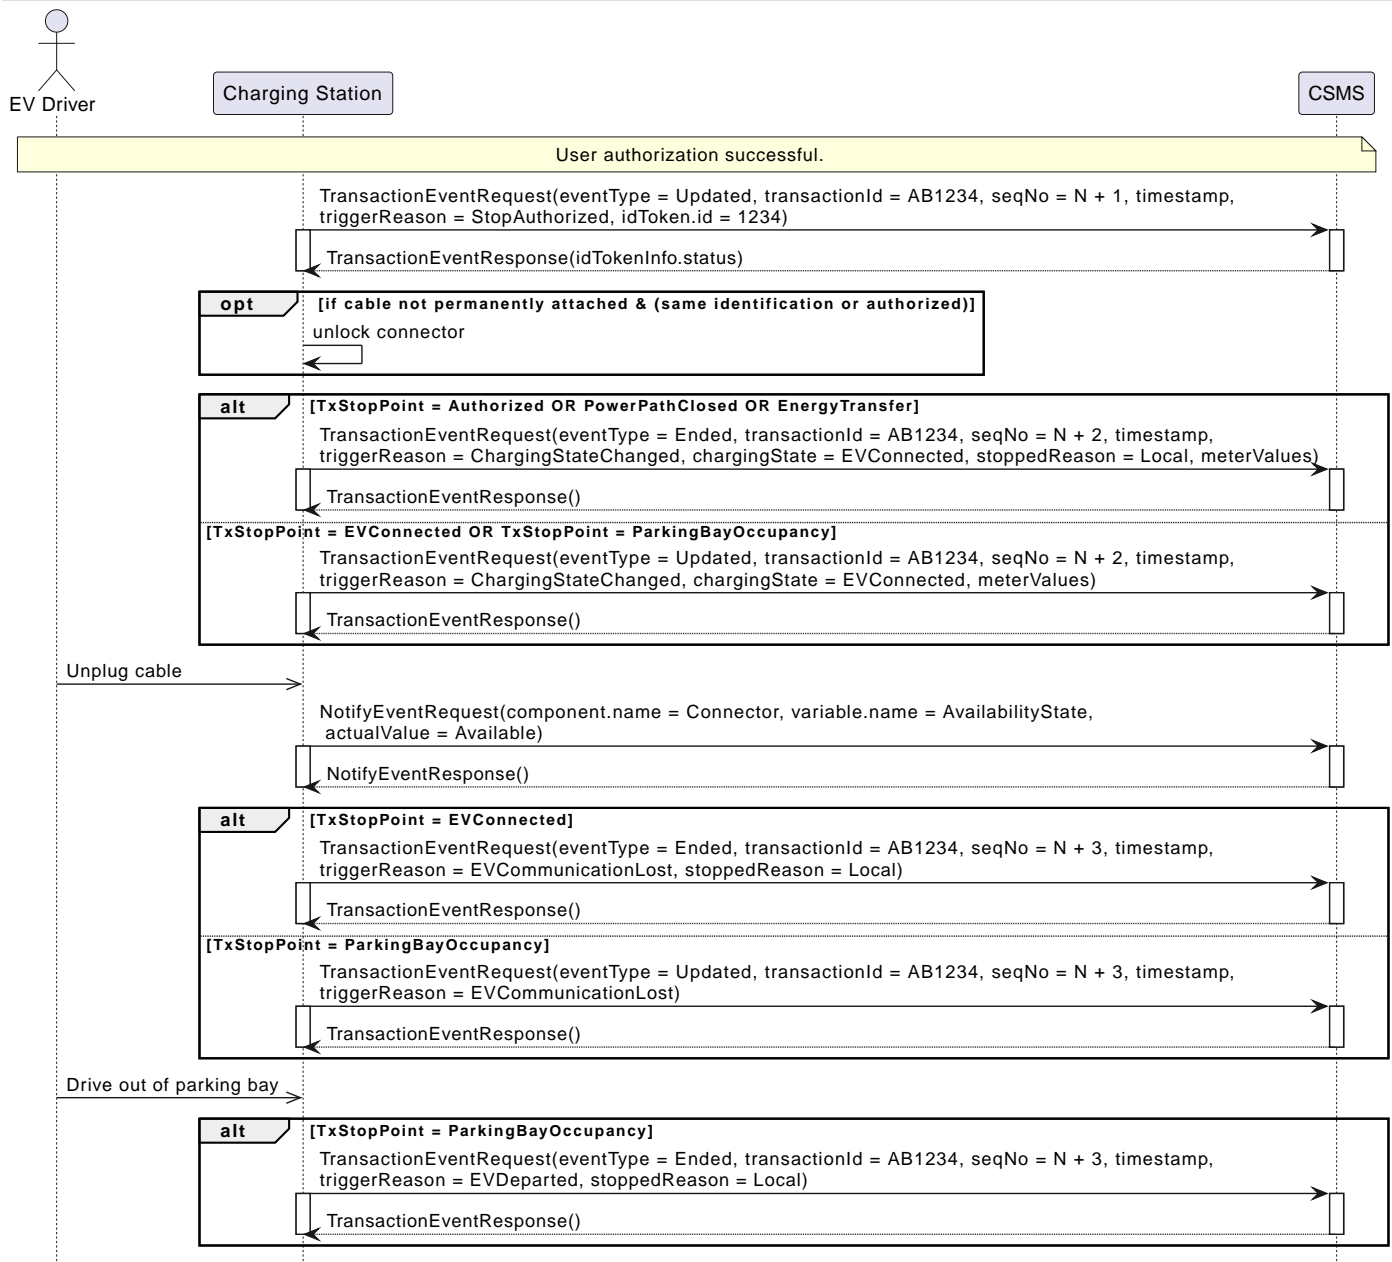 EV Driver
Charging Station
CSMS
User authorization successful.
TransactionEventRequest(eventType = Updated, transactionId = AB1234, seqNo = N + 1, timestamp,
triggerReason = StopAuthorized, idToken.id = 1234)
TransactionEventResponse(idTokenInfo.status)
opt [if cable not permanently attached & (same identification or authorized)]
unlock connector
alt [TxStopPoint = Authorized OR PowerPathClosed OR EnergyTransfer]
TransactionEventRequest(eventType = Ended, transactionId = AB1234, seqNo = N + 2, timestamp,
triggerReason = ChargingStateChanged, chargingState = EVConnected, stoppedReason = Local, meterValues)
TransactionEventResponse()
[TxStopPoint = EVConnected OR TxStopPoint = ParkingBayOccupancy]
TransactionEventRequest(eventType = Updated, transactionId = AB1234, seqNo = N + 2, timestamp,
triggerReason = ChargingStateChanged, chargingState = EVConnected, meterValues)
TransactionEventResponse()
Unplug cable
NotifyEventRequest(component.name = Connector, variable.name = AvailabilityState,
actualValue = Available)
NotifyEventResponse()
alt [TxStopPoint = EVConnected]
TransactionEventRequest(eventType = Ended, transactionId = AB1234, seqNo = N + 3, timestamp,
triggerReason = EVCommunicationLost, stoppedReason = Local)
TransactionEventResponse()
[TxStopPoint = ParkingBayOccupancy]
TransactionEventRequest(eventType = Updated, transactionId = AB1234, seqNo = N + 3, timestamp,
triggerReason = EVCommunicationLost)
TransactionEventResponse()
Drive out of parking bay
alt [TxStopPoint = ParkingBayOccupancy]
TransactionEventRequest(eventType = Ended, transactionId = AB1234, seqNo = N + 3, timestamp,
triggerReason = EVDeparted, stoppedReason = Local)
TransactionEventResponse()